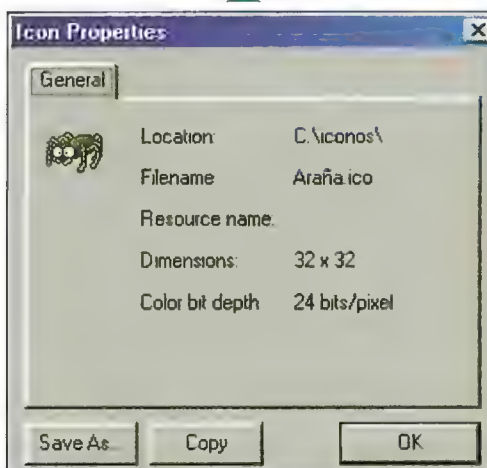 Icon Properties
General
Location: C:\iconos\
Filename Araña.ico
Resource name:
Dimensions: 32 x 32
Color bit depth 24 bits/pixel
Save As... Copy OK